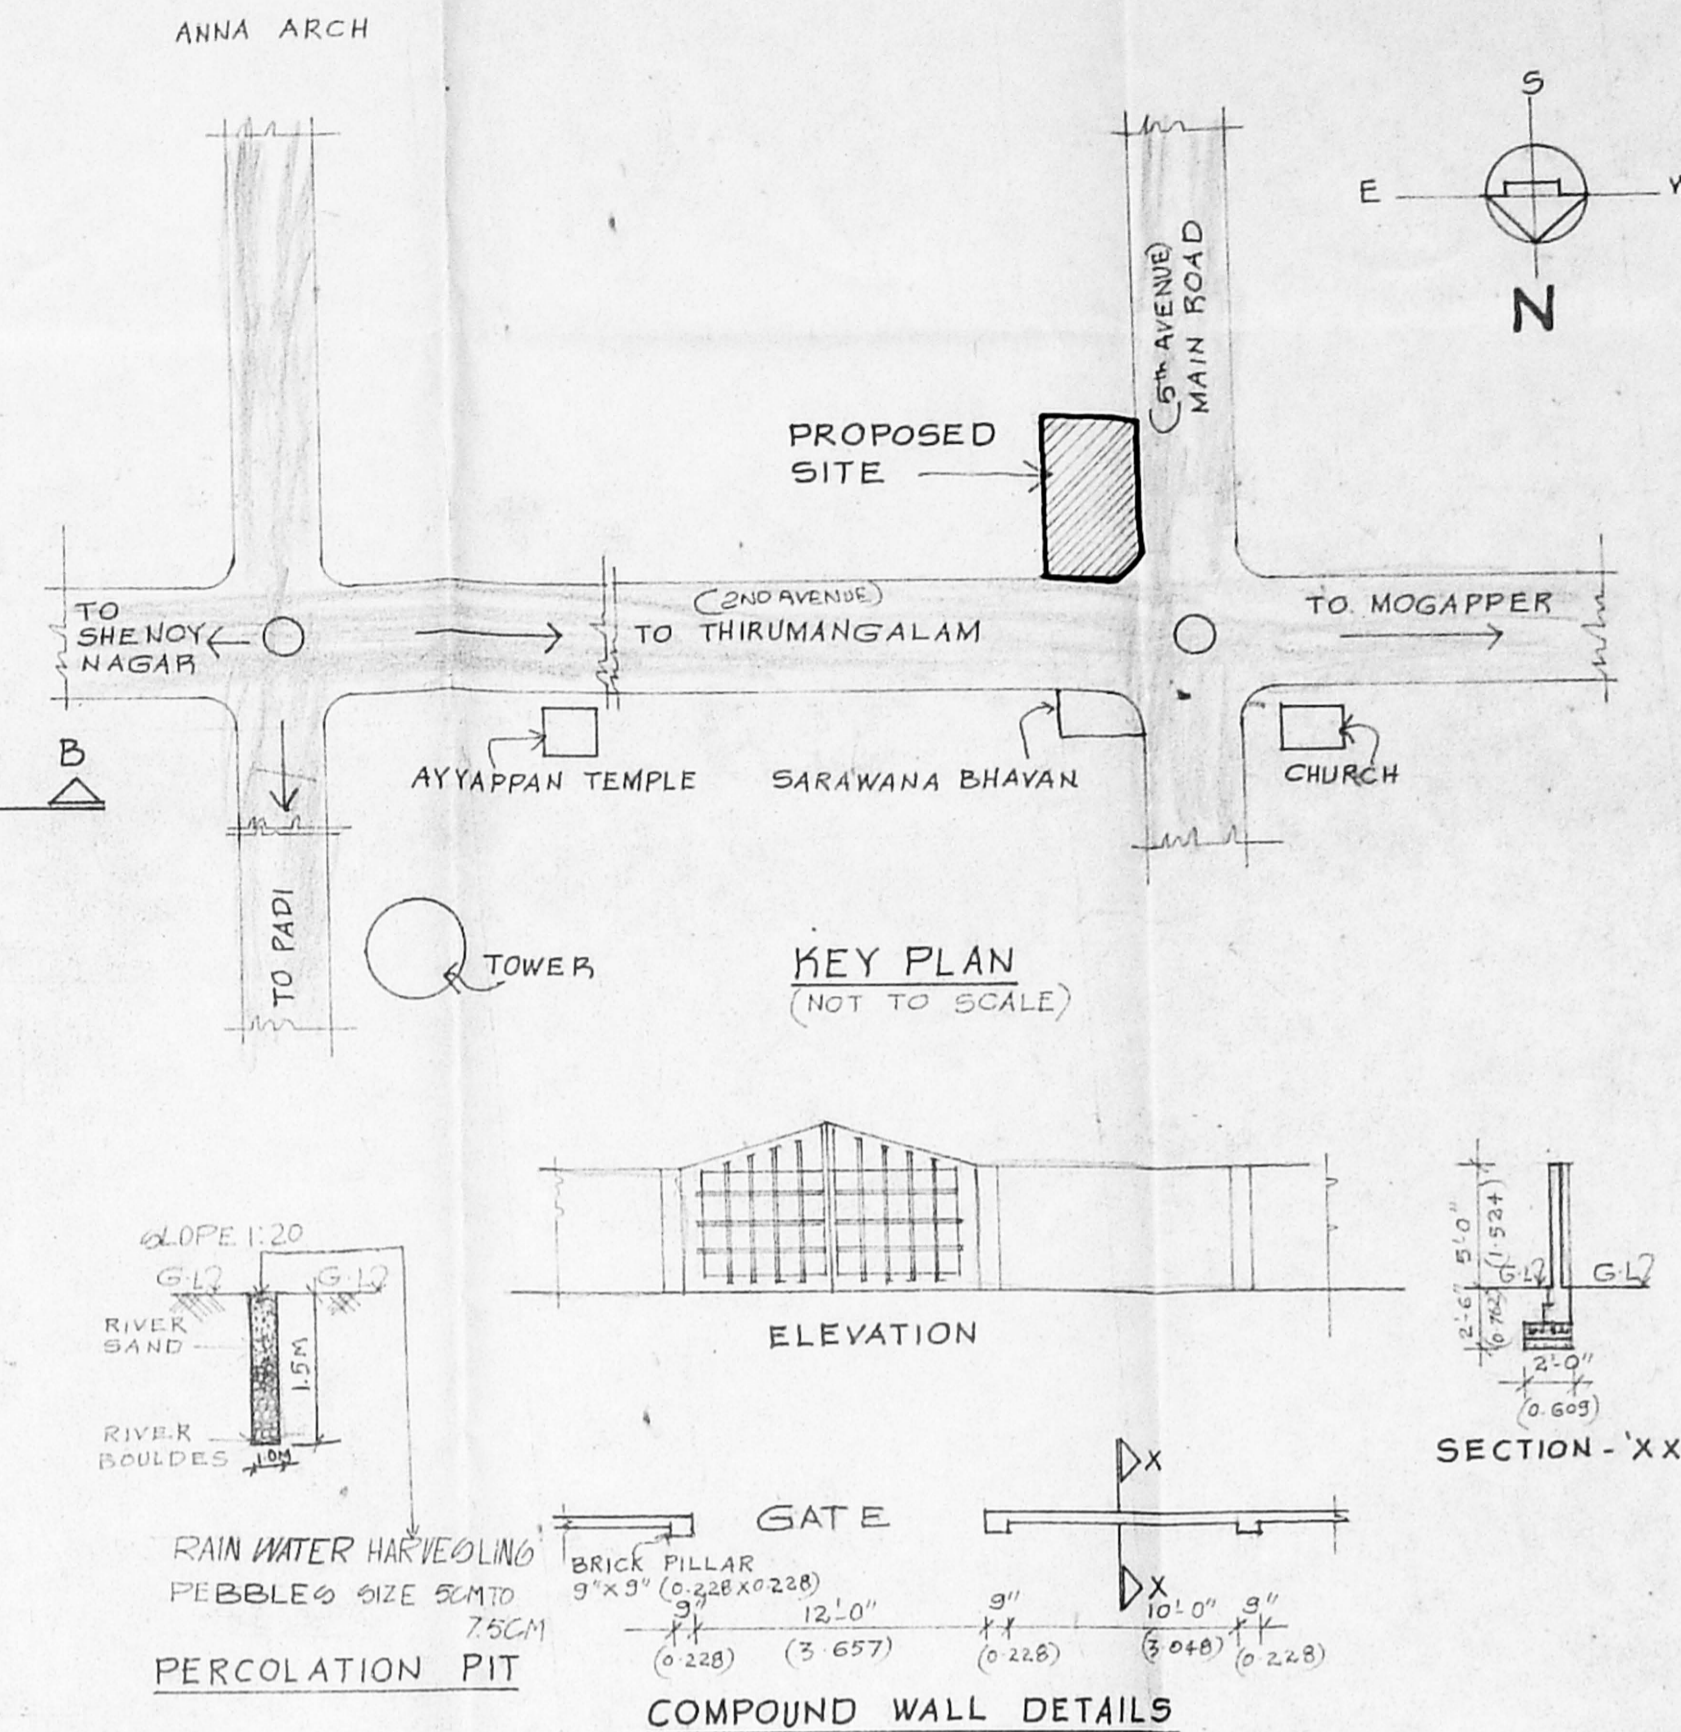 ANNA ARCH
S
E
N
(5th AVENUE)
MAIN ROAD
PROPOSED
SITE
(2ND AVENUE)
TO THIRUMANGALAM
TO
SHENOY
NAGAR
TO MOGAPPER
B
AYYAPPAN TEMPLE
SARAWANA BHAVAN
CHURCH
TO PADI
TOWER
KEY PLAN
(NOT TO SCALE)
SLOPE 1:20
G.L
G.L
RIVER
SAND
1.5M
RIVER
BOULDES
1.0M
RAIN WATER HARVESLING
PEBBLES SIZE 5CM TO
7.5CM
PERCOLATION PIT
ELEVATION
5'-0"
(1.524)
2'-6"
(0.762)
G.L
G.L
2'-0"
(0.609)
SECTION - 'XX
GATE
X
X
BRICK PILLAR
9"X9" (0.228X0.228)
9" 12'-0" 9" 10'-0" 9"
(0.228) (3.657) (0.228) (3.048) (0.228)
COMPOUND WALL DETAILS